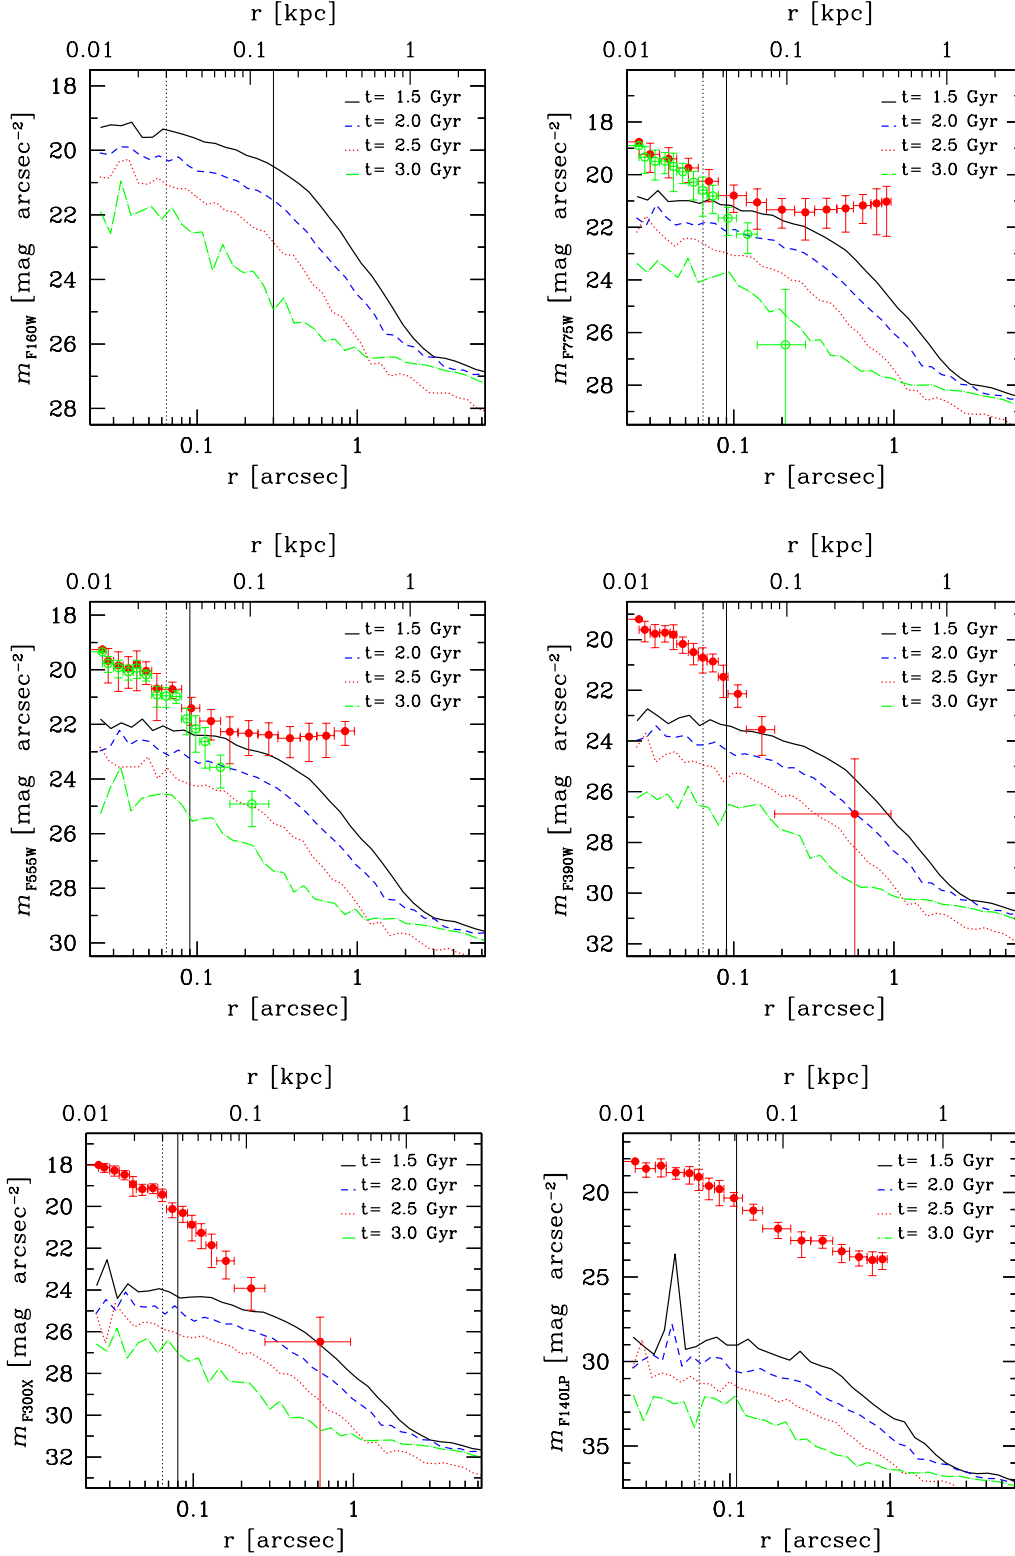 r [kpc]
0.01 0.1 1
m F160W [mag arcsec−2]
18
20
22
24
26
28
t= 1.5 Gyr
t= 2.0 Gyr
t= 2.5 Gyr
t= 3.0 Gyr
0.1 1
r [arcsec]
r [kpc]
0.01 0.1 1
m F775W [mag arcsec−2]
18
20
22
24
26
28
t= 1.5 Gyr
t= 2.0 Gyr
t= 2.5 Gyr
t= 3.0 Gyr
0.1 1
r [arcsec]
r [kpc]
0.01 0.1 1
m F555W [mag arcsec−2]
18
20
22
24
26
28
30
t= 1.5 Gyr
t= 2.0 Gyr
t= 2.5 Gyr
t= 3.0 Gyr
0.1 1
r [arcsec]
r [kpc]
0.01 0.1 1
m F390W [mag arcsec−2]
20
22
24
26
28
30
32
t= 1.5 Gyr
t= 2.0 Gyr
t= 2.5 Gyr
t= 3.0 Gyr
0.1 1
r [arcsec]
r [kpc]
0.01 0.1 1
m F300X [mag arcsec−2]
18
20
22
24
26
28
30
32
t= 1.5 Gyr
t= 2.0 Gyr
t= 2.5 Gyr
t= 3.0 Gyr
0.1 1
r [arcsec]
r [kpc]
0.01 0.1 1
m F140LP [mag arcsec−2]
20
25
30
35
t= 1.5 Gyr
t= 2.0 Gyr
t= 2.5 Gyr
t= 3.0 Gyr
0.1 1
r [arcsec]